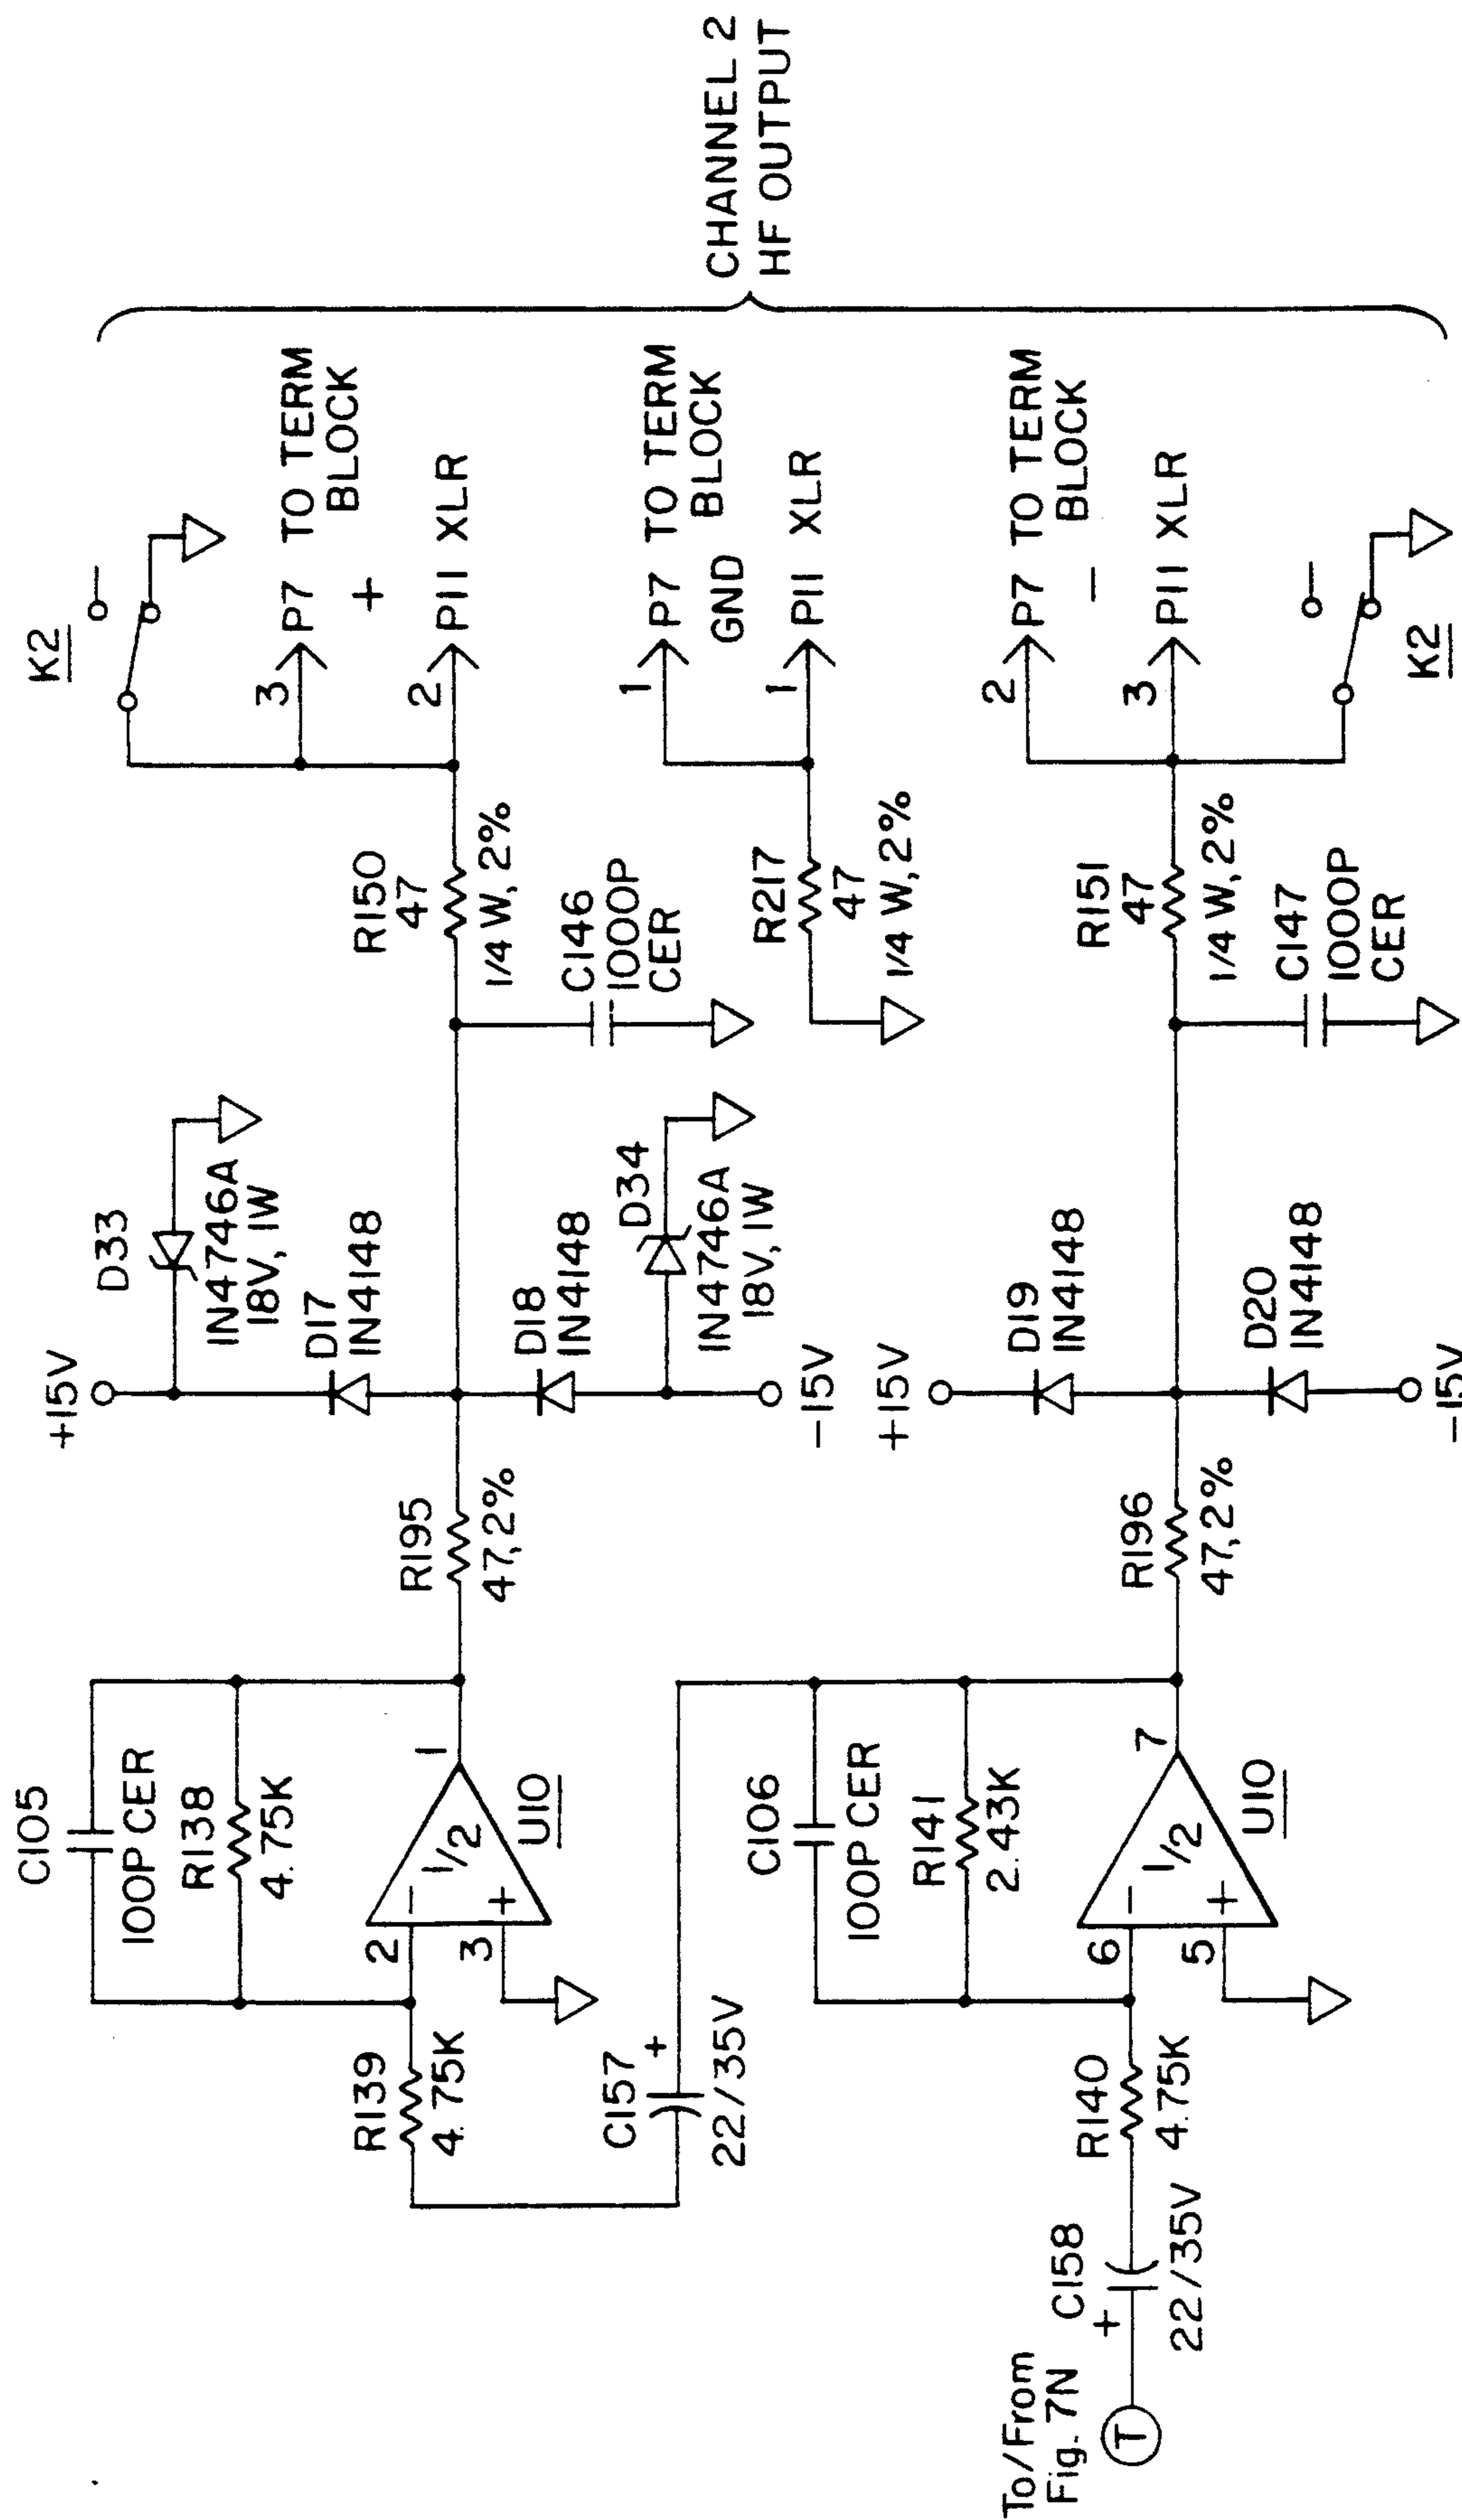 C105
100P CER
R138
4.75K
R139
4.75K
2
3
-
+
1/2
1
U10
R195
47, 2%
+15V
D33
1N4746A
18V, 1W
D17
1N4148
D18
1N4148
D34
1N4746A
18V, 1W
-15V
R150
47
1/4 W, 2%
C146
1000P
CER
K2
3
P7 TO TERM
BLOCK
+
2
P11 XLR
1
P7 TO TERM
BLOCK
GND
1
P11 XLR
R217
47
1/4 W, 2%
CHANNEL 2
HF OUTPUT
C157
+
22/35V
C106
100P CER
R141
2.43K
To/From
Fig. 7N
T
+
C158
22/35V
R140
4.75K
6
5
-
+
1/2
7
U10
R196
47, 2%
+15V
D19
1N4148
D20
1N4148
-15V
R151
47
1/4 W, 2%
C147
1000P
CER
2
P7 TO TERM
BLOCK
-
3
P11 XLR
K2